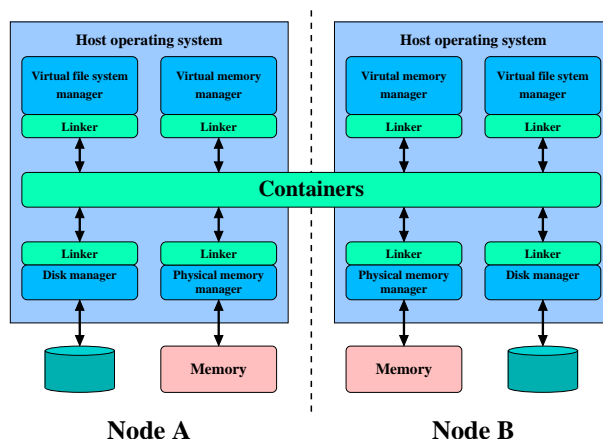 Host operating system
Virtual file system
manager
Linker
Virtual memory
manager
Linker
Host operating system
Virutal memory
manager
Linker
Virtual file sytem
manager
Linker
Containers
Linker
Disk manager
Linker
Physical memory
manager
Linker
Physical memory
manager
Linker
Disk manager
Memory
Memory
Node A
Node B